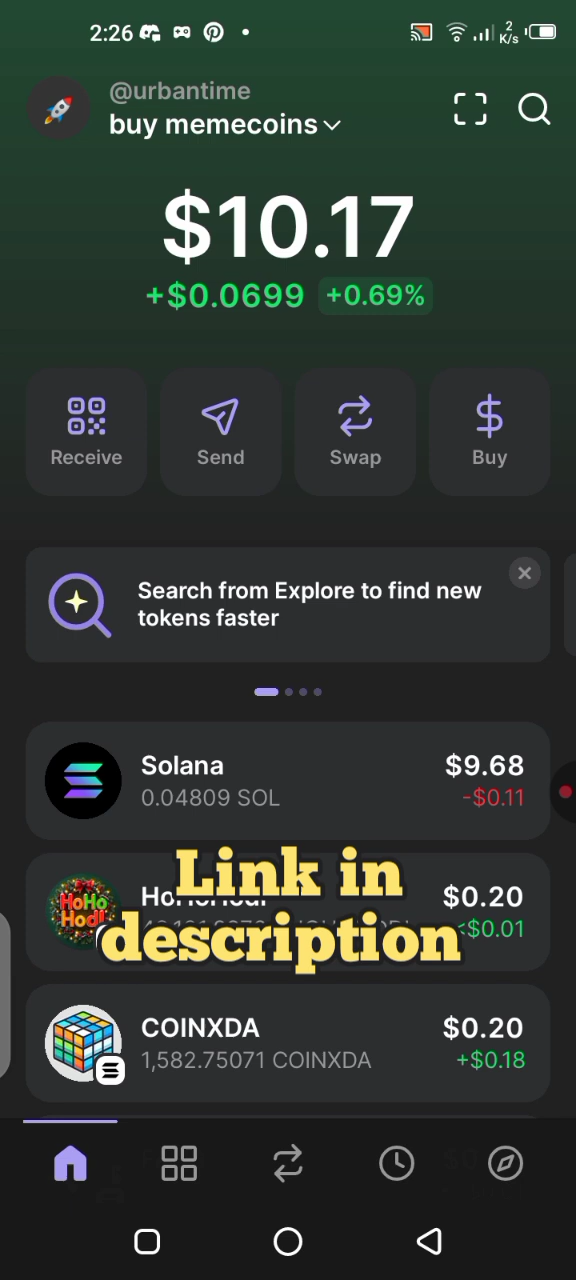 2:26
2
K/s
@urbantime
buy memecoins
$10.17
+$0.0699 +0.69%
Receive Send Swap Buy
Search from Explore to find new
tokens faster
Solana $9.68
0.04809 SOL -$0.11
HoHo
Hodl
HoHoHodl $0.20
<$0.01
Link in
description
COINXDA $0.20
1,582.75071 COINXDA +$0.18